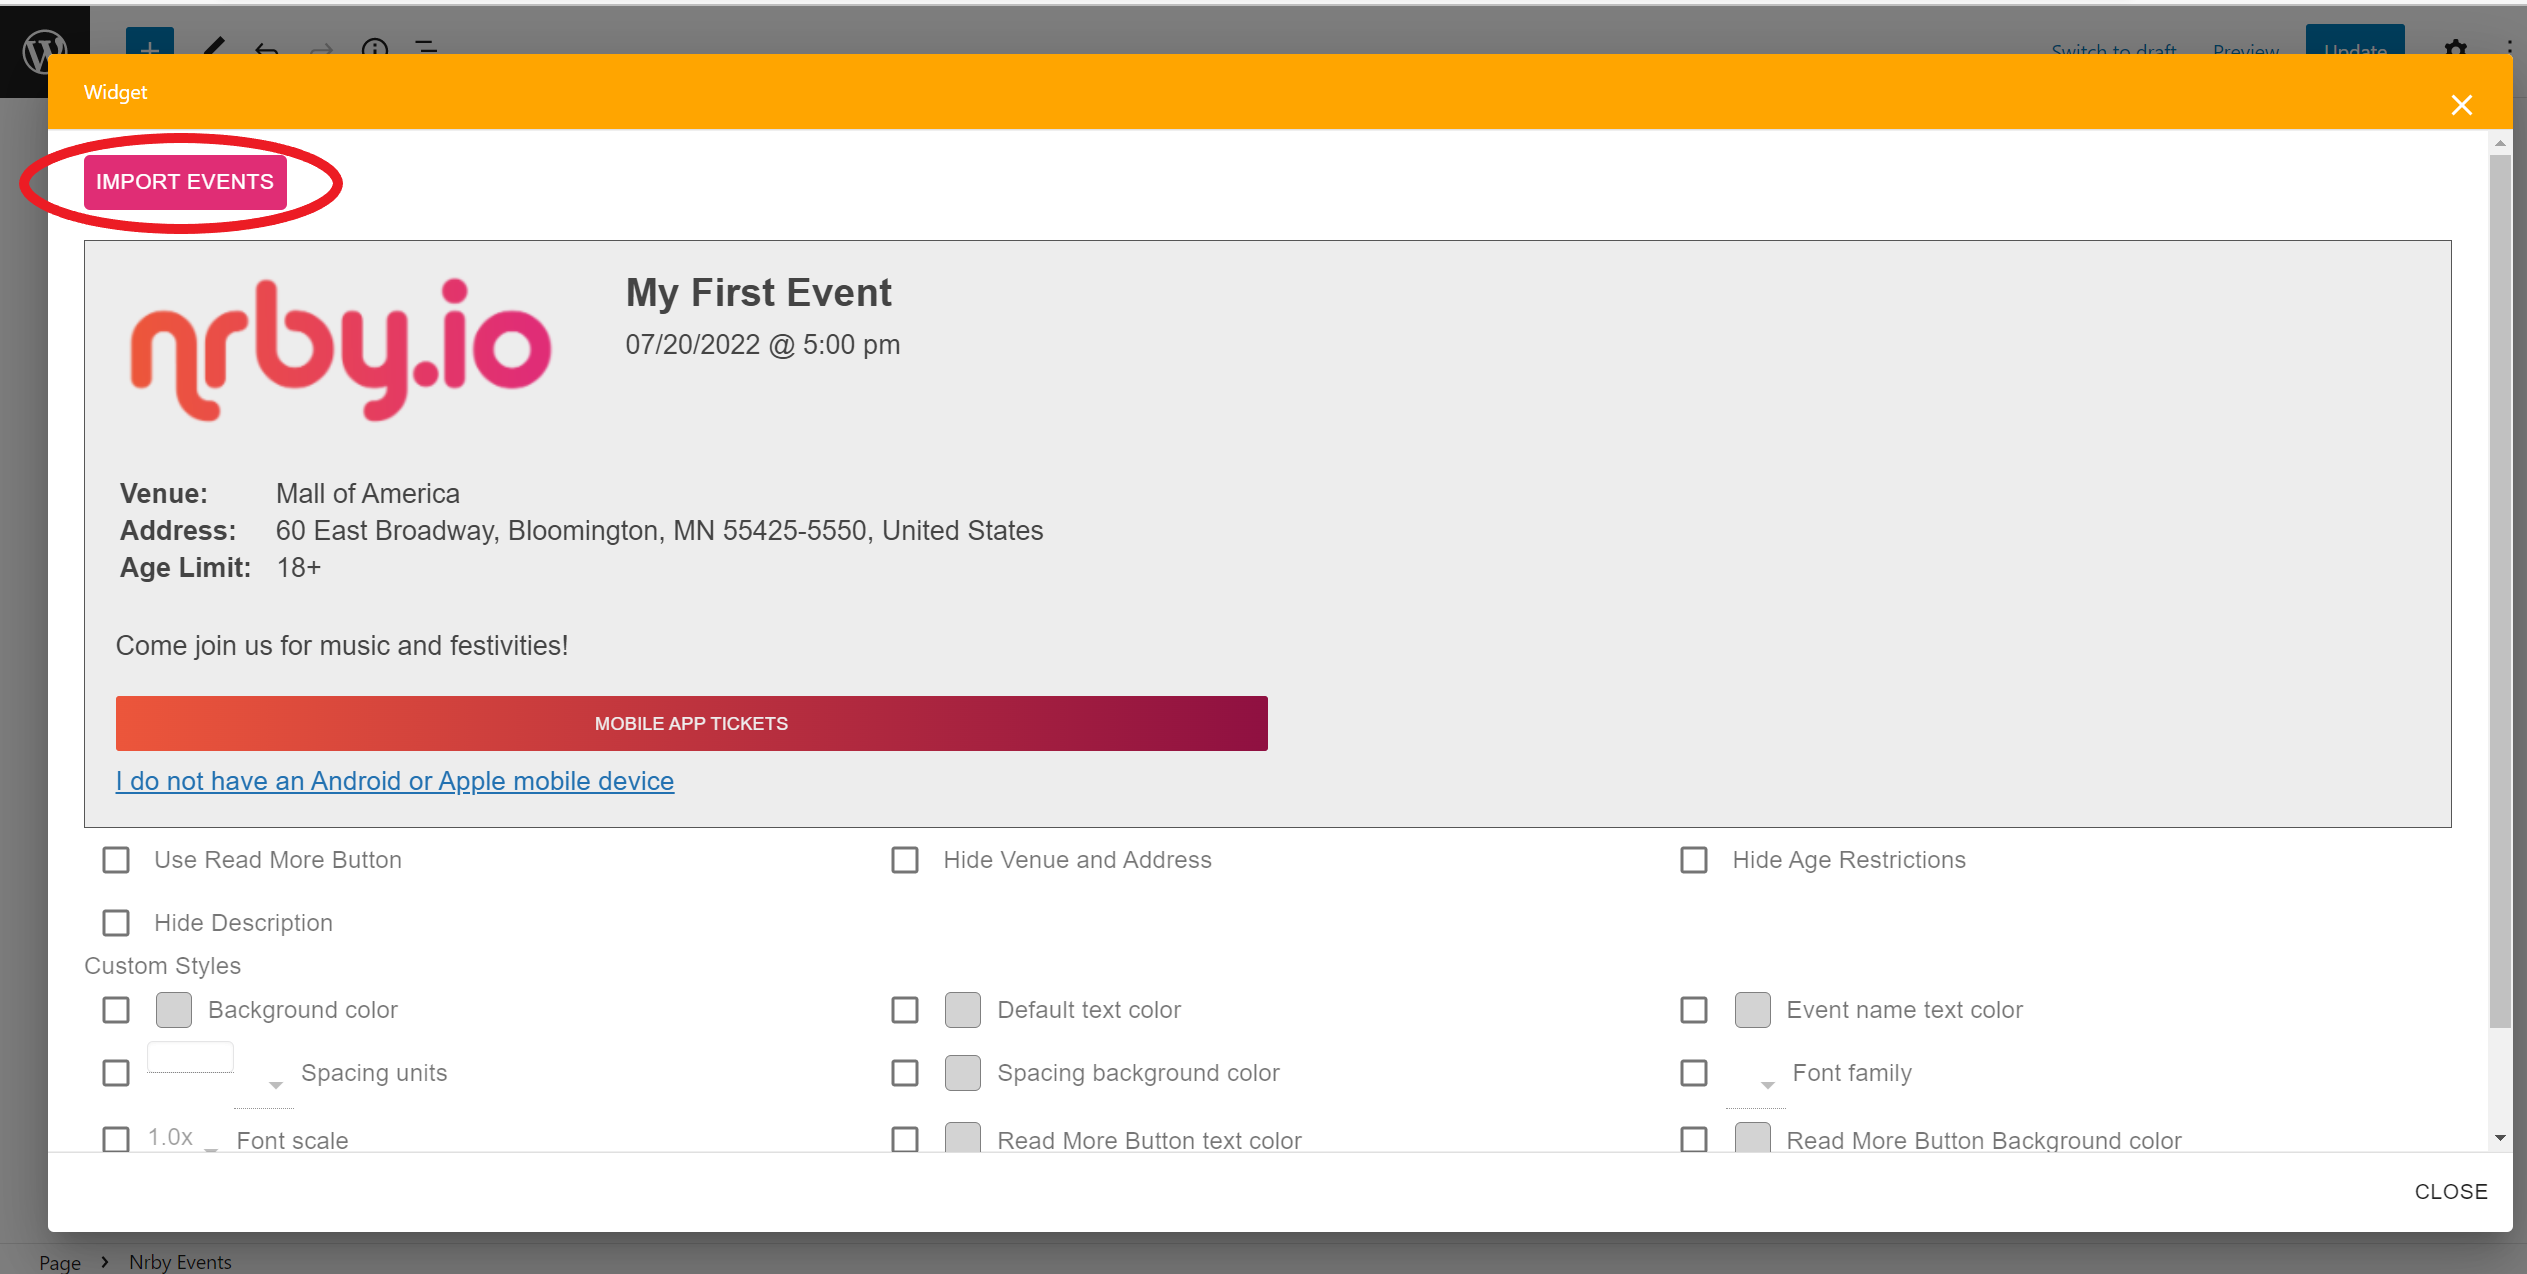 Switch to draft Preview Update
Widget
IMPORT EVENTS
nrby.io
My First Event
07/20/2022 @ 5:00 pm
Venue: Mall of America
Address: 60 East Broadway, Bloomington, MN 55425-5550, United States
Age Limit: 18+
Come join us for music and festivities!
MOBILE APP TICKETS
I do not have an Android or Apple mobile device
Use Read More Button Hide Venue and Address Hide Age Restrictions
Hide Description
Custom Styles
Background color Default text color Event name text color
Spacing units Spacing background color Font family
1.0x Font scale Read More Button text color Read More Button Background color
CLOSE
Page > Nrby Events